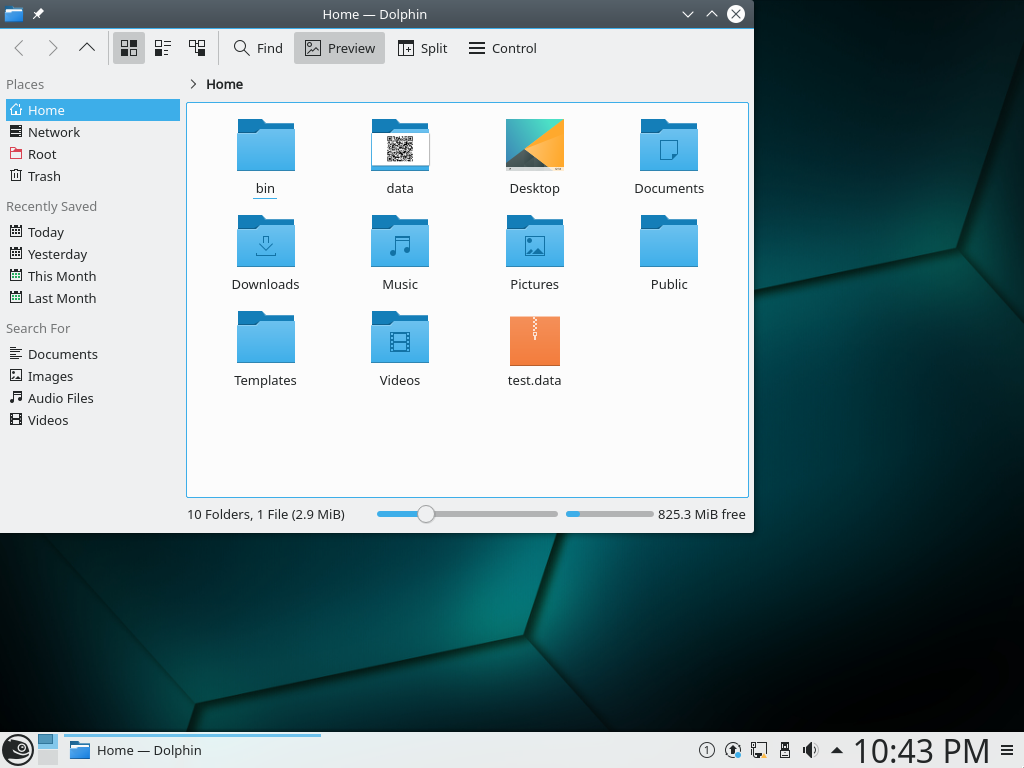 Home — Dolphin
Find Preview Split Control
Places
Home
Network
Root
Trash
Recently Saved
Today
Yesterday
This Month
Last Month
Search For
Documents
Images
Audio Files
Videos
Home
bin data Desktop Documents
Downloads Music Pictures Public
Templates Videos test.data
10 Folders, 1 File (2.9 MiB) 825.3 MiB free
Home — Dolphin 1 10:43 PM